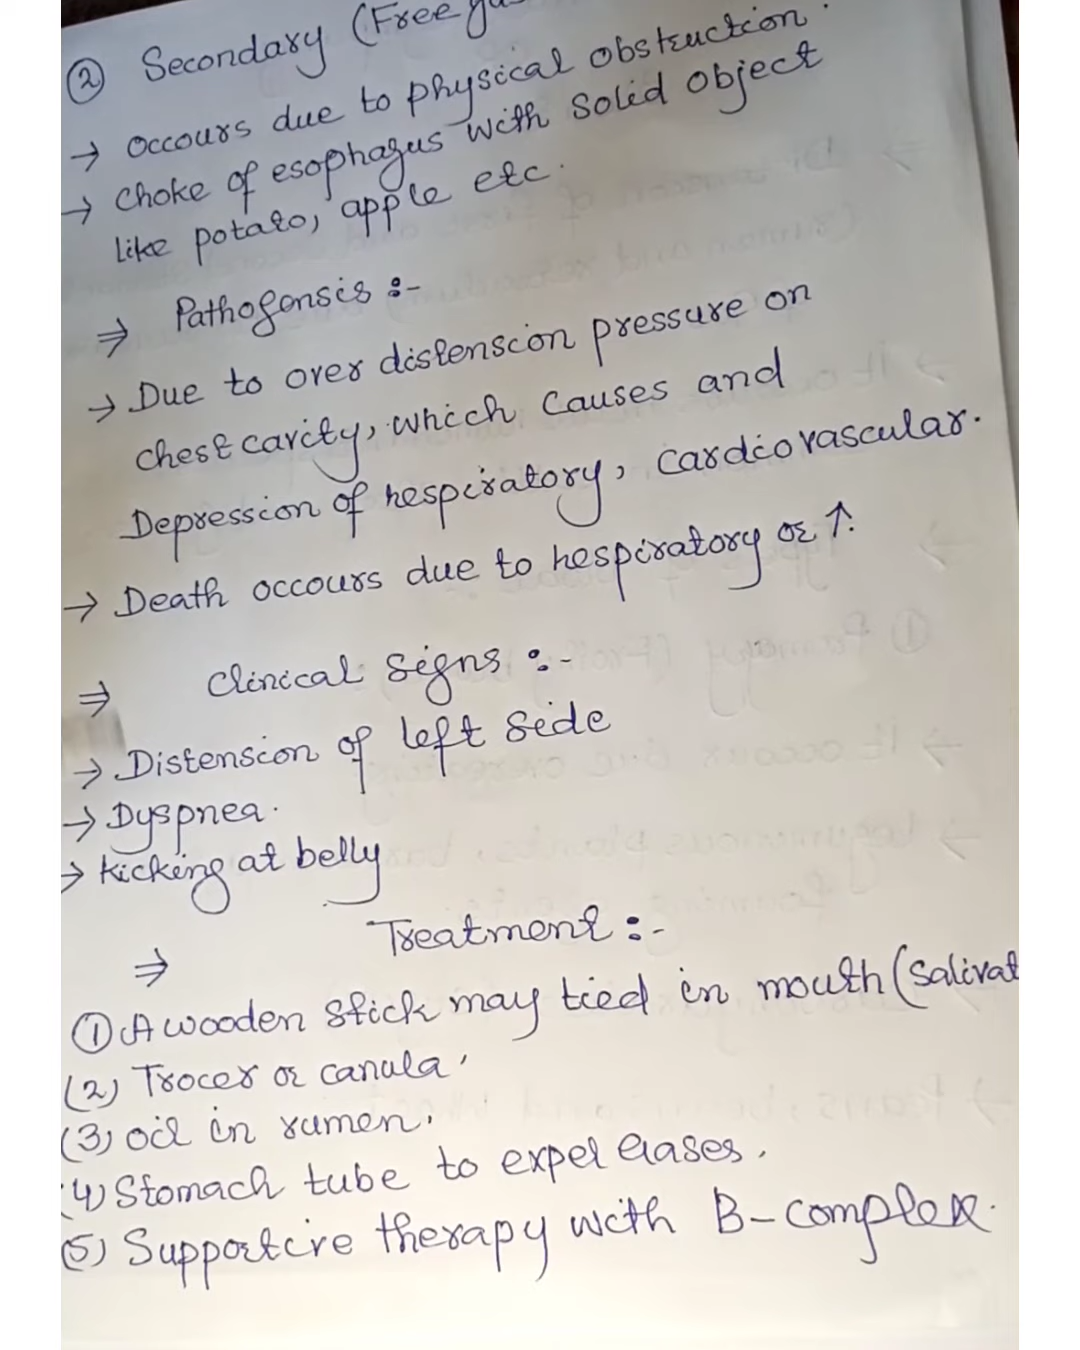 ② Secondary (Free
→ occours due to physical obstruction.
→ choke of esophagus with solid object
like potato, apple etc.
⇒ Pathogensis :-
→ Due to over distension pressure on
chest cavity, which causes and
Depression of respiratory, cardiovascular.
→ Death occours due to respiratory or ↑.
⇒ Clinical signs :-
→ Distension of left side
→ Dyspnea.
→ kicking at belly
⇒ Treatment :-
① A wooden stick may tied in mouth (salivat
(2) Trocer or canula.
(3) oil in rumen.
(4) Stomach tube to expel gases.
(5) Supportive therapy with B-complex.